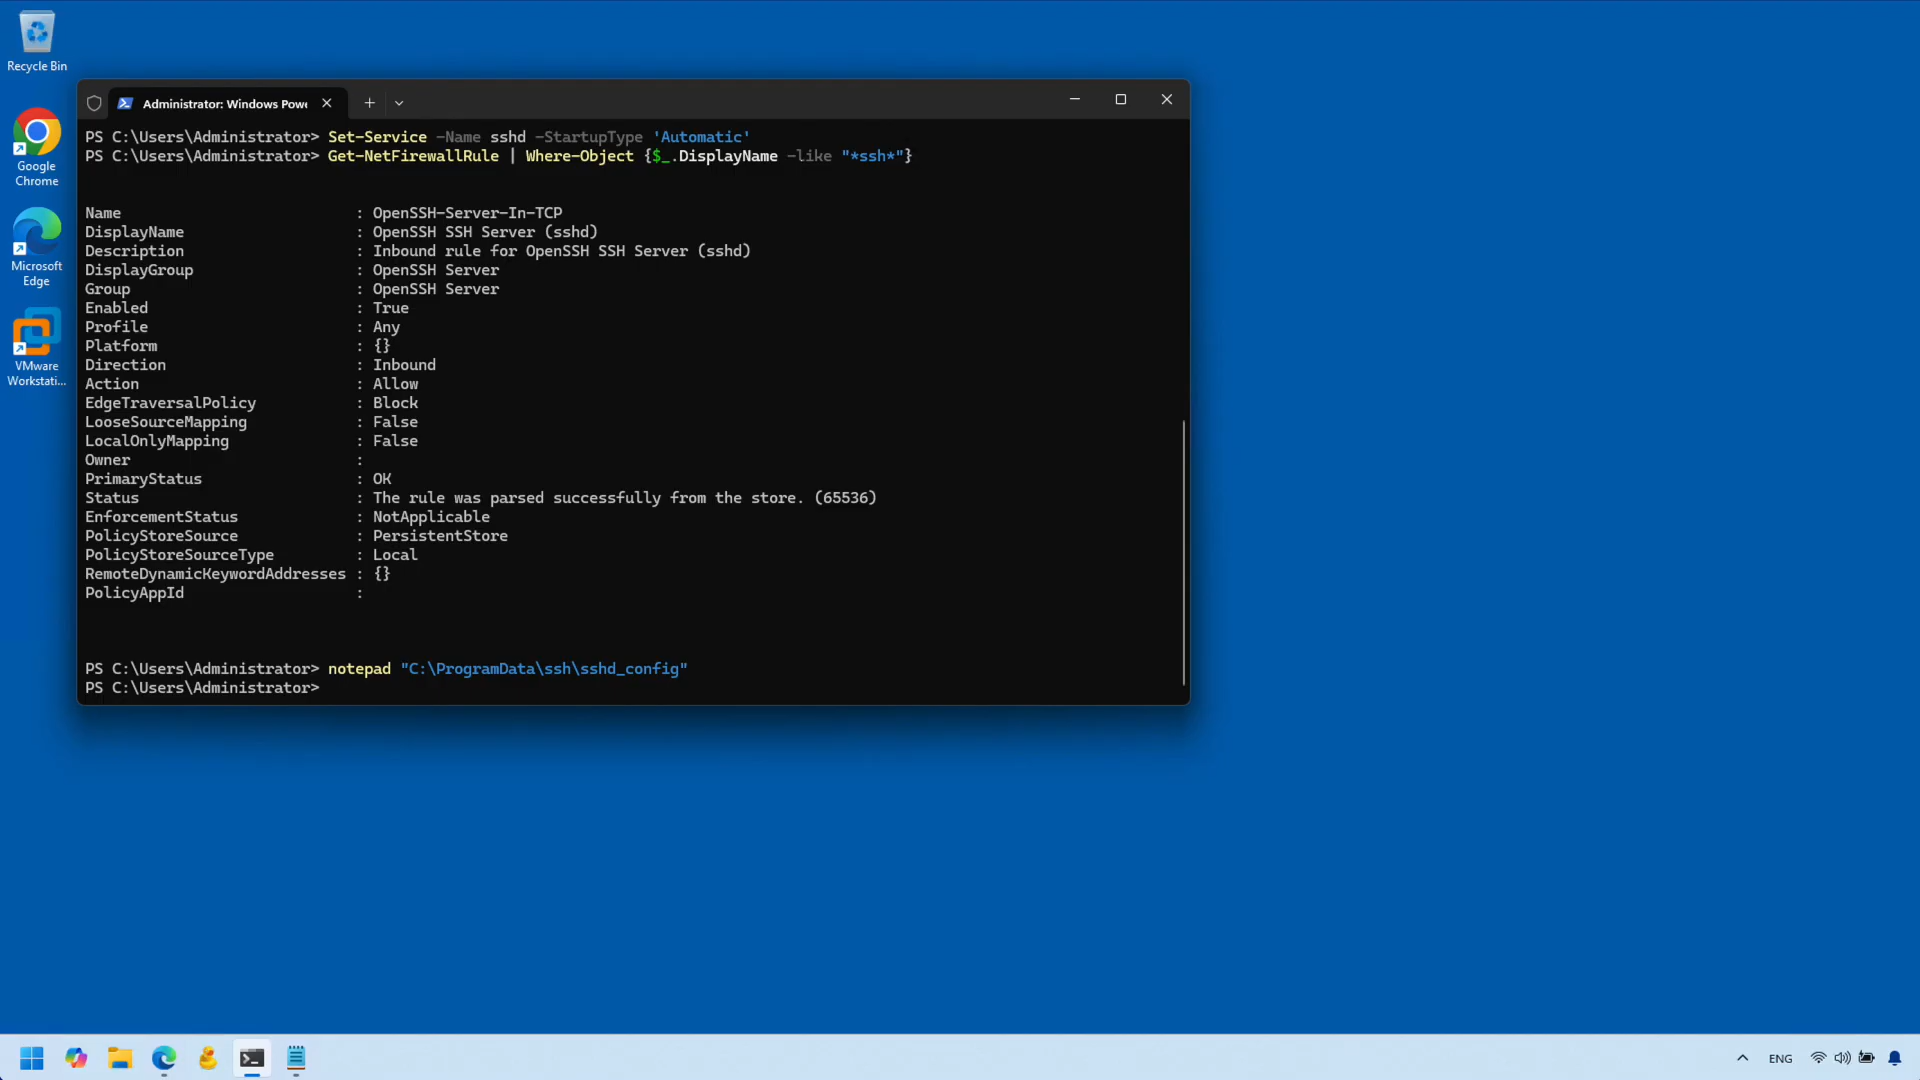 Recycle Bin
Google
Chrome
Microsoft
Edge
VMware
Workstati...
Administrator: Windows Powe
PS C:\Users\Administrator> Set-Service -Name sshd -StartupType 'Automatic'
PS C:\Users\Administrator> Get-NetFirewallRule | Where-Object {$_.DisplayName -like "*ssh*"}
Name : OpenSSH-Server-In-TCP
DisplayName : OpenSSH SSH Server (sshd)
Description : Inbound rule for OpenSSH SSH Server (sshd)
DisplayGroup : OpenSSH Server
Group : OpenSSH Server
Enabled : True
Profile : Any
Platform : {}
Direction : Inbound
Action : Allow
EdgeTraversalPolicy : Block
LooseSourceMapping : False
LocalOnlyMapping : False
Owner :
PrimaryStatus : OK
Status : The rule was parsed successfully from the store. (65536)
EnforcementStatus : NotApplicable
PolicyStoreSource : PersistentStore
PolicyStoreSourceType : Local
RemoteDynamicKeywordAddresses : {}
PolicyAppId :
PS C:\Users\Administrator> notepad "C:\ProgramData\ssh\sshd_config"
PS C:\Users\Administrator>
ENG